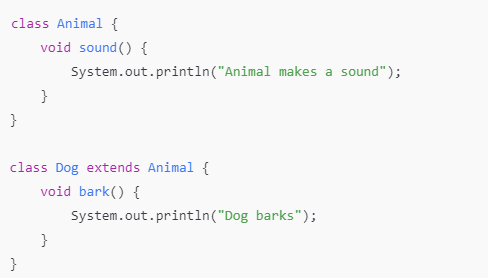 class Animal {
    void sound() {
        System.out.println("Animal makes a sound");
    }
}

class Dog extends Animal {
    void bark() {
        System.out.println("Dog barks");
    }
}